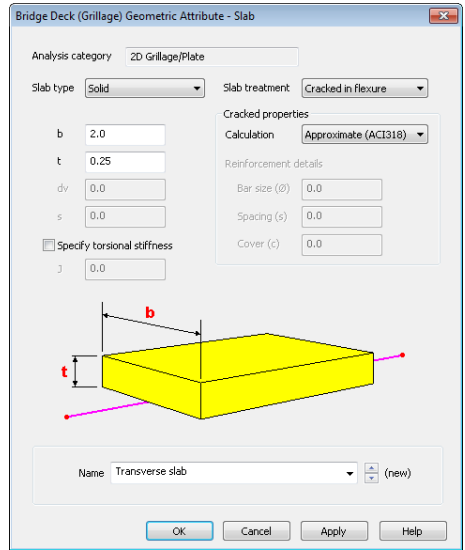 Bridge Deck (Grillage) Geometric Attribute - Slab
Analysis category 2D Grillage/Plate
Slab type Solid Slab treatment Cracked in flexure
Cracked properties
b 2.0 Calculation Approximate (ACI318)
t 0.25 Reinforcement details
dv 0.0 Bar size (Ø) 0.0
s 0.0 Spacing (s) 0.0
Specify torsional stiffness Cover (c) 0.0
J 0.0
b
t
Name Transverse slab (new)
OK Cancel Apply Help